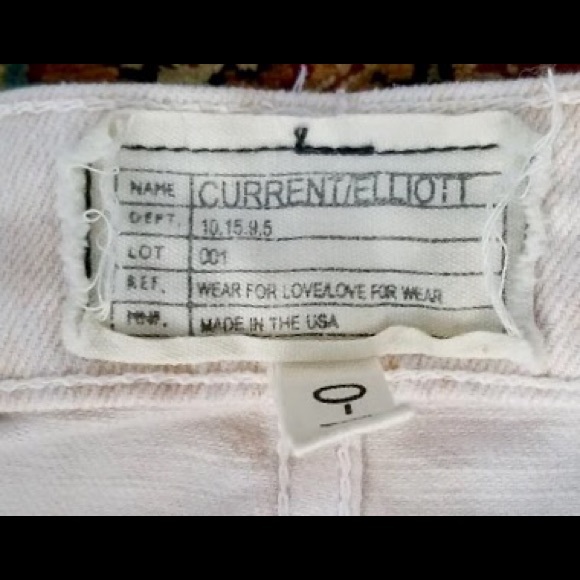 NAME CURRENT/ELLIOTT
DEPT. 10.15.9.5
LOT 001
REF. WEAR FOR LOVE/LOVE FOR WEAR
MADE IN THE USA
0